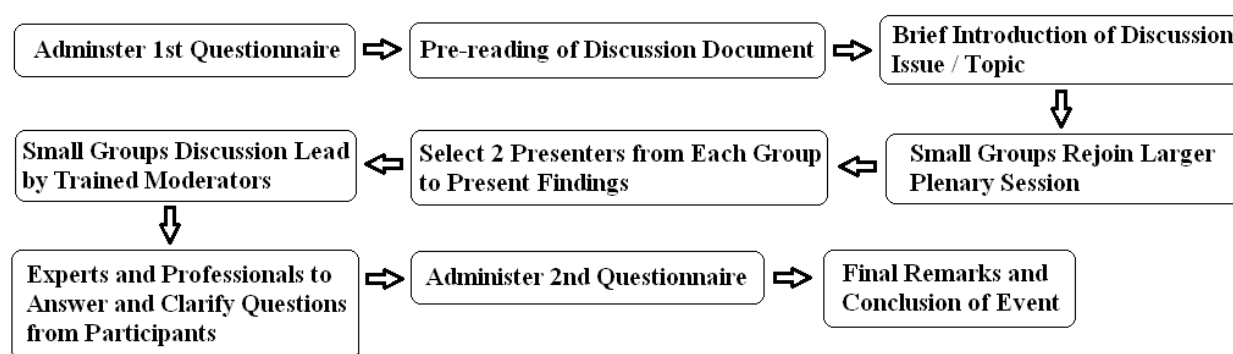 Adminster 1st Questionnaire
Pre-reading of Discussion Document
Brief Introduction of Discussion
Issue / Topic
Small Groups Rejoin Larger
Plenary Session
Select 2 Presenters from Each Group
to Present Findings
Small Groups Discussion Lead
by Trained Moderators
Experts and Professionals to
Answer and Clarify Questions
from Participants
Administer 2nd Questionnaire
Final Remarks and
Conclusion of Event